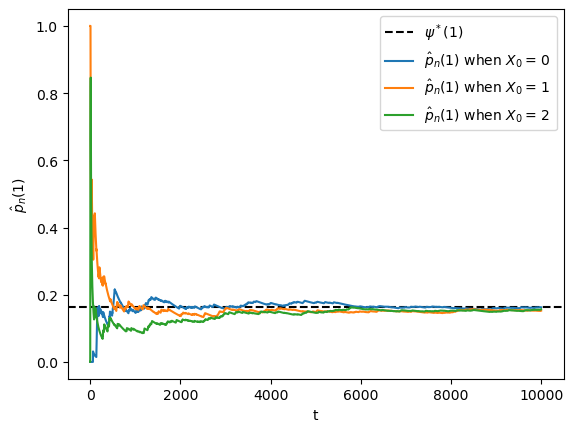 1.0
0.8
0.6
0.4
0.2
0.0
p̂ₙ(1)
0 2000 4000 6000 8000 10000
t
ψ*(1)
p̂ₙ(1) when X₀ = 0
p̂ₙ(1) when X₀ = 1
p̂ₙ(1) when X₀ = 2